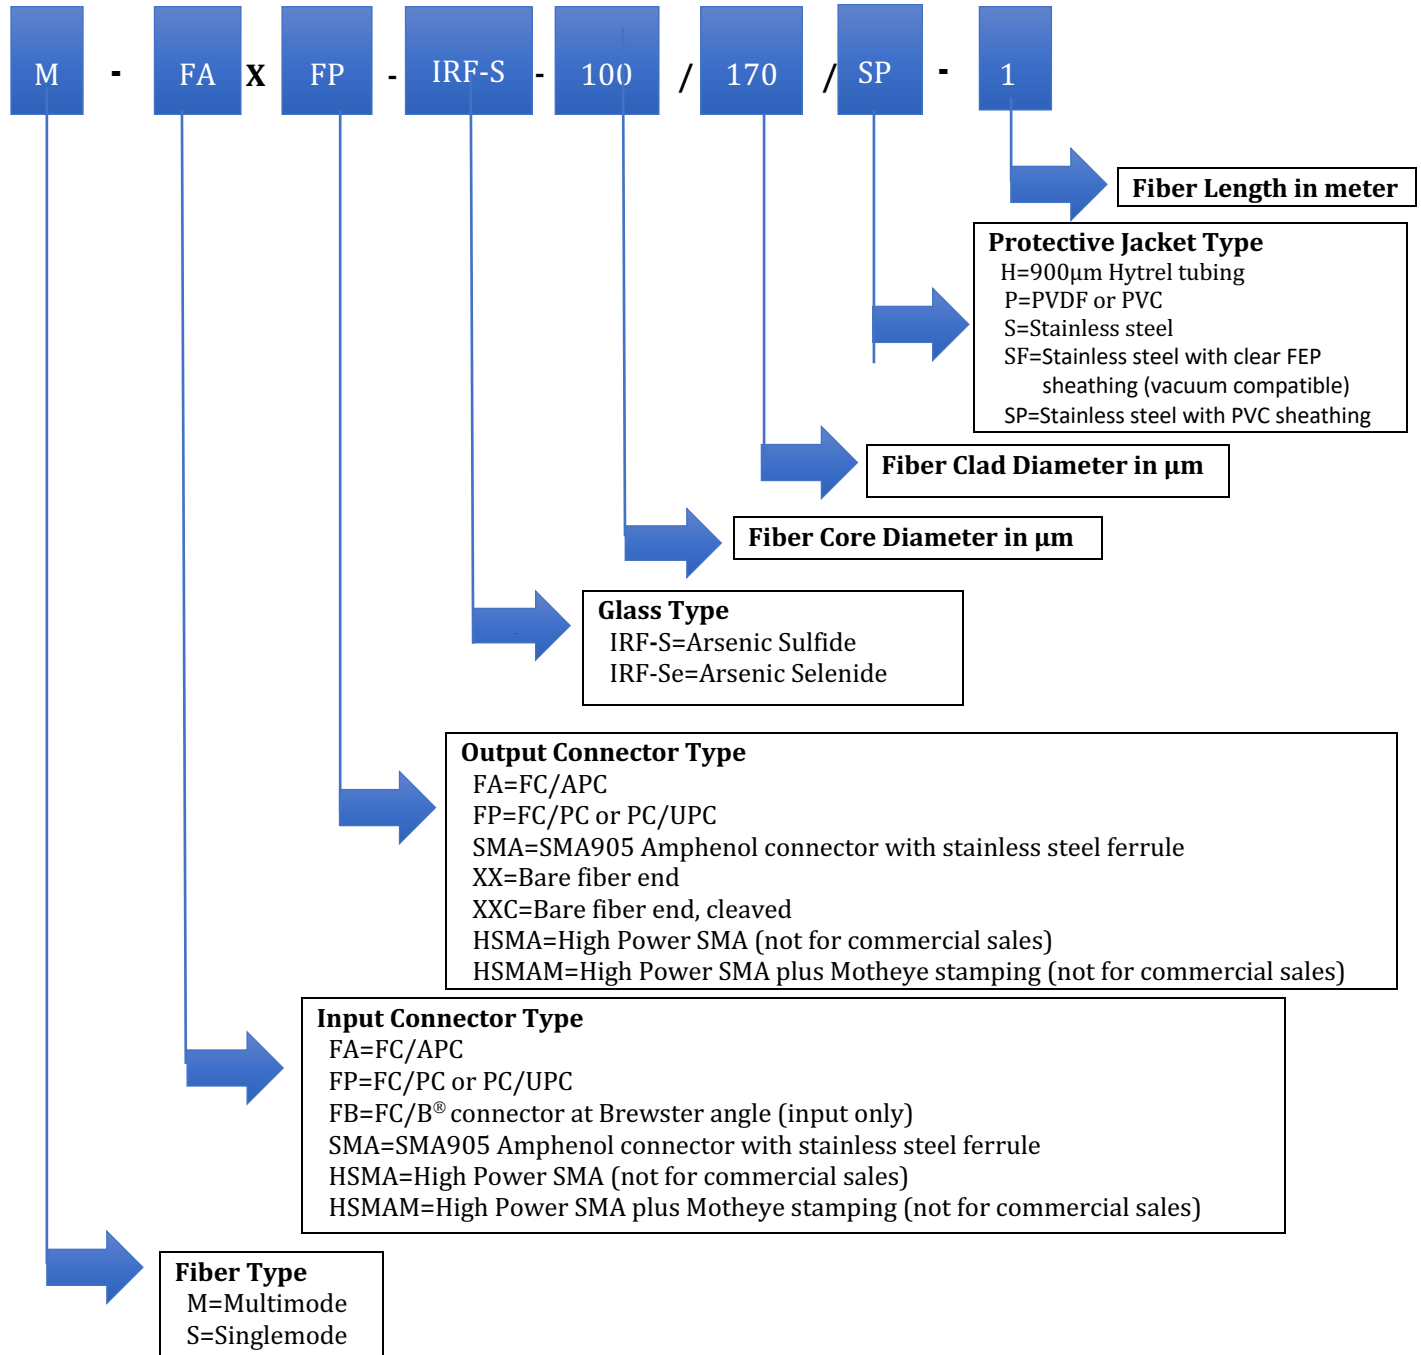 M - FA X FP - IRF-S - 100 / 170 / SP - 1
Fiber Length in meter
Protective Jacket Type
H=900µm Hytrel tubing
P=PVDF or PVC
S=Stainless steel
SF=Stainless steel with clear FEP
sheathing (vacuum compatible)
SP=Stainless steel with PVC sheathing
Fiber Clad Diameter in µm
Fiber Core Diameter in µm
Glass Type
IRF-S=Arsenic Sulfide
IRF-Se=Arsenic Selenide
Output Connector Type
FA=FC/APC
FP=FC/PC or PC/UPC
SMA=SMA905 Amphenol connector with stainless steel ferrule
XX=Bare fiber end
XXC=Bare fiber end, cleaved
HSMA=High Power SMA (not for commercial sales)
HSMAM=High Power SMA plus Motheye stamping (not for commercial sales)
Input Connector Type
FA=FC/APC
FP=FC/PC or PC/UPC
FB=FC/B® connector at Brewster angle (input only)
SMA=SMA905 Amphenol connector with stainless steel ferrule
HSMA=High Power SMA (not for commercial sales)
HSMAM=High Power SMA plus Motheye stamping (not for commercial sales)
Fiber Type
M=Multimode
S=Singlemode